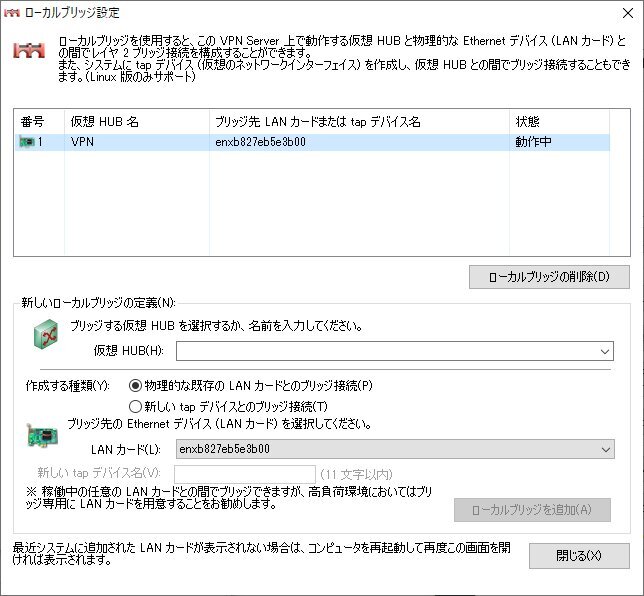 ローカルブリッジ設定
ローカルブリッジを使用すると、この VPN Server 上で動作する仮想 HUB と物理的な Ethernet デバイス (LAN カード) と
の間でレイヤ 2 ブリッジ接続を構成することができます。
また、システムに tap デバイス (仮想のネットワークインターフェイス) を作成し、仮想 HUB との間でブリッジ接続することもできま
す。(Linux 版のみサポート)
番号 仮想 HUB 名 ブリッジ先 LAN カードまたは tap デバイス名 状態
1 VPN enxb827eb5e3b00 動作中
ローカルブリッジの削除(D)
新しいローカルブリッジの定義(N):
ブリッジする仮想 HUB を選択するか、名前を入力してください。
仮想 HUB(H):
作成する種類(Y): 物理的な既存の LAN カードとのブリッジ接続(P)
新しい tap デバイスとのブリッジ接続(T)
ブリッジ先の Ethernet デバイス (LAN カード) を選択してください。
LAN カード(L): enxb827eb5e3b00
新しい tap デバイス名(V): (11 文字以内)
※ 稼働中の任意の LAN カードとの間でブリッジできますが、高負荷環境においてはブリ
ッジ専用に LAN カードを用意することをお勧めします。
ローカルブリッジを追加(A)
最近システムに追加された LAN カードが表示されない場合は、コンピュータを再起動して再度この画面を開
ければ表示されます。
閉じる(X)